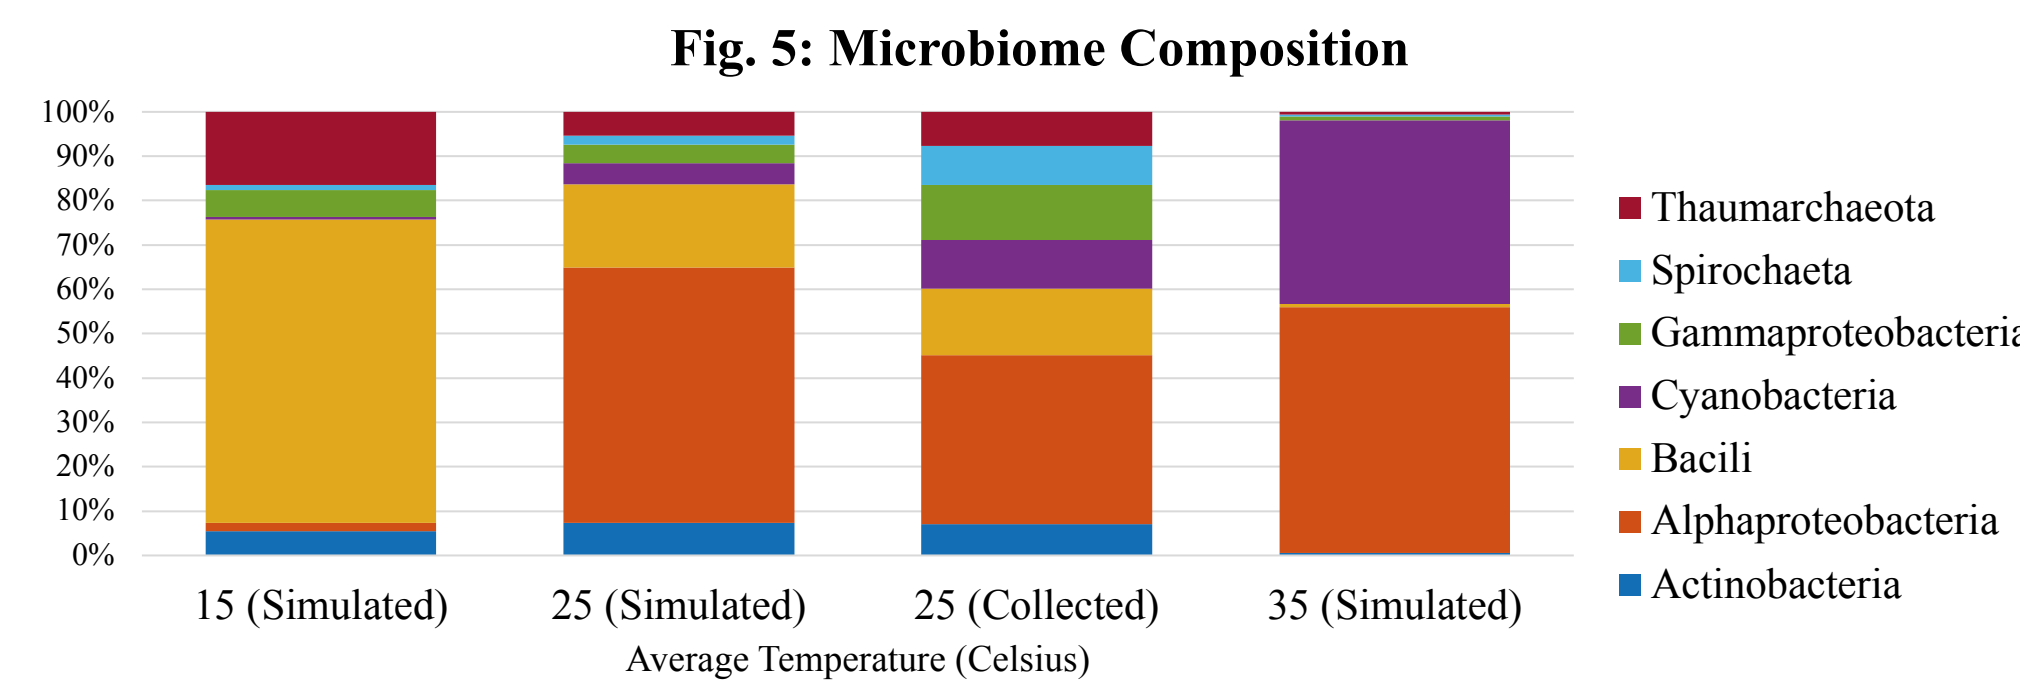 Fig. 5: Microbiome Composition
100%
90%
80%
70%
60%
50%
40%
30%
20%
10%
0%
15 (Simulated)
25 (Simulated)
25 (Collected)
35 (Simulated)
Average Temperature (Celsius)
Thaumarchaeota
Spirochaeta
Gammaproteobacteria
Cyanobacteria
Bacili
Alphaproteobacteria
Actinobacteria